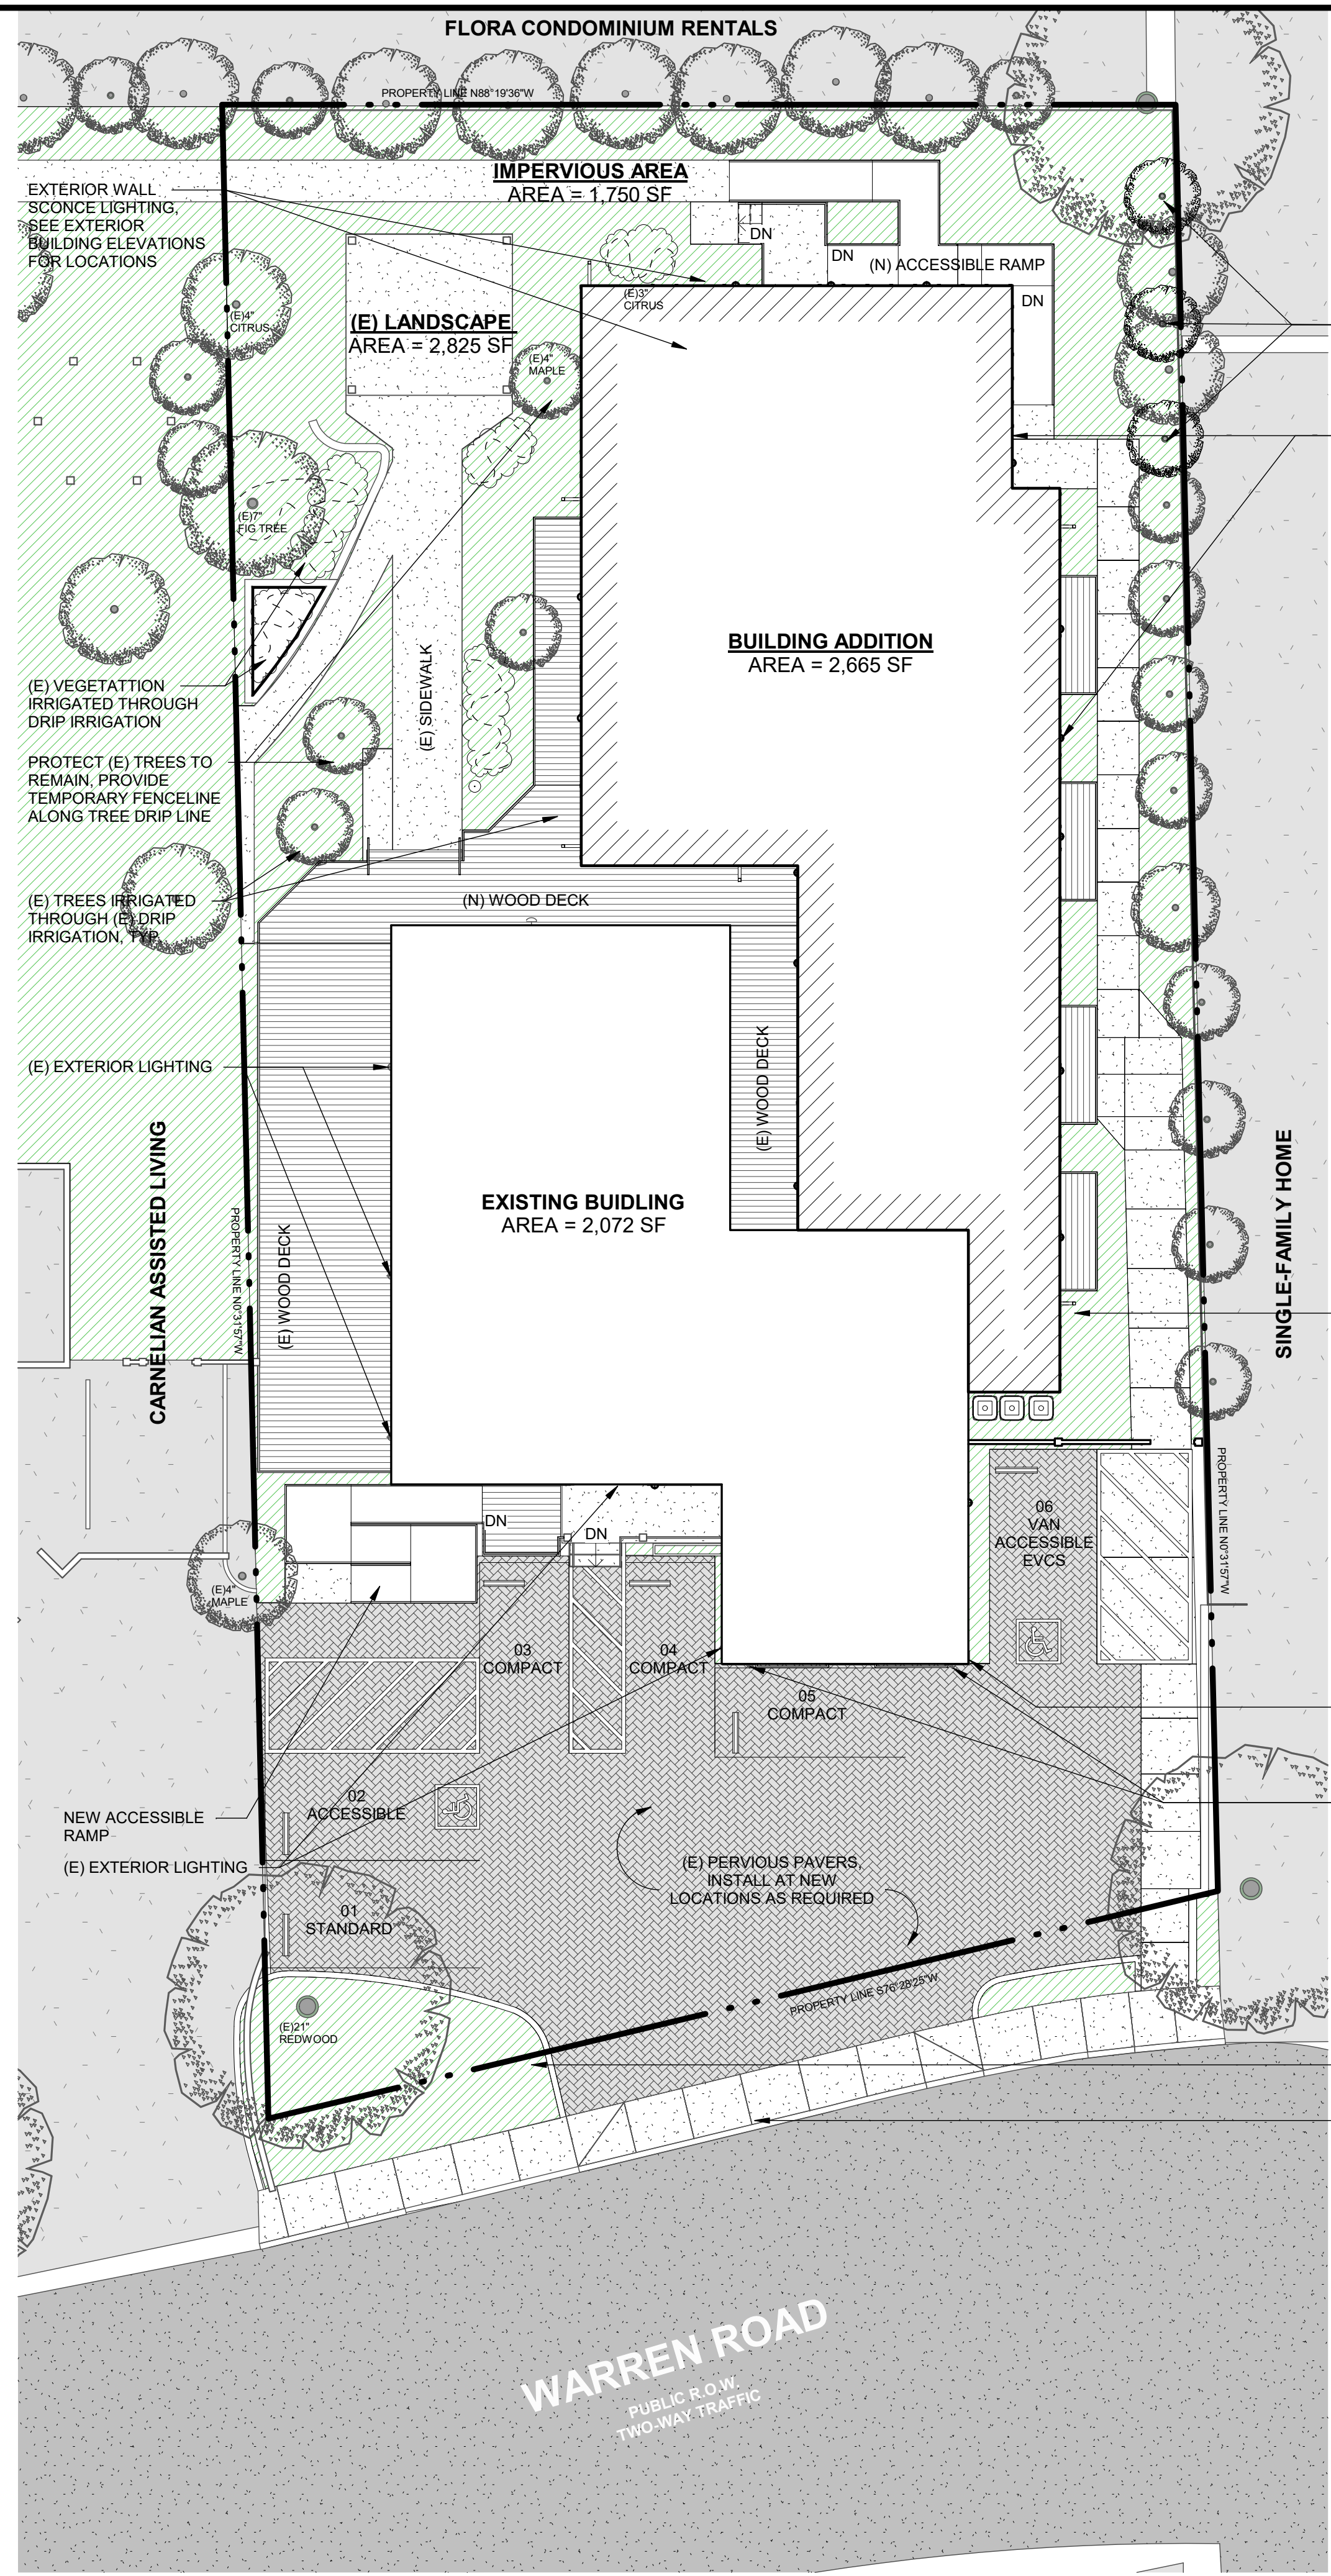 FLORA CONDOMINIUM RENTALS
PROPERTY LINE N88°19'36"W
IMPERVIOUS AREA
AREA = 1,750 SF
EXTERIOR WALL
SCONCE LIGHTING,
SEE EXTERIOR
BUILDING ELEVATIONS
FOR LOCATIONS
DN
DN
(N) ACCESSIBLE RAMP
DN
(E)3"
CITRUS
(E)4"
CITRUS
(E) LANDSCAPE
AREA = 2,825 SF
(E)4"
MAPLE
(E)7"
FIG TREE
BUILDING ADDITION
AREA = 2,665 SF
(E) SIDEWALK
(E) VEGETATTION
IRRIGATED THROUGH
DRIP IRRIGATION
PROTECT (E) TREES TO
REMAIN, PROVIDE
TEMPORARY FENCELINE
ALONG TREE DRIP LINE
(E) TREES IRRIGATED
THROUGH (E) DRIP
IRRIGATION, TYP.
(N) WOOD DECK
(E) EXTERIOR LIGHTING
(E) WOOD DECK
CARNELIAN ASSISTED LIVING
PROPERTY LINE N0°31'57"W
(E) WOOD DECK
EXISTING BUIDLING
AREA = 2,072 SF
SINGLE-FAMILY HOME
PROPERTY LINE N0°31'57"W
DN
DN
06
VAN
ACCESSIBLE
EVCS
(E)4"
MAPLE
03
COMPACT
04
COMPACT
05
COMPACT
02
ACCESSIBLE
NEW ACCESSIBLE
RAMP
(E) EXTERIOR LIGHTING
(E) PERVIOUS PAVERS,
INSTALL AT NEW
LOCATIONS AS REQUIRED
01
STANDARD
PROPERTY LINE S76°28'25"W
(E)21"
REDWOOD
WARREN ROAD
PUBLIC R.O.W.
TWO-WAY TRAFFIC